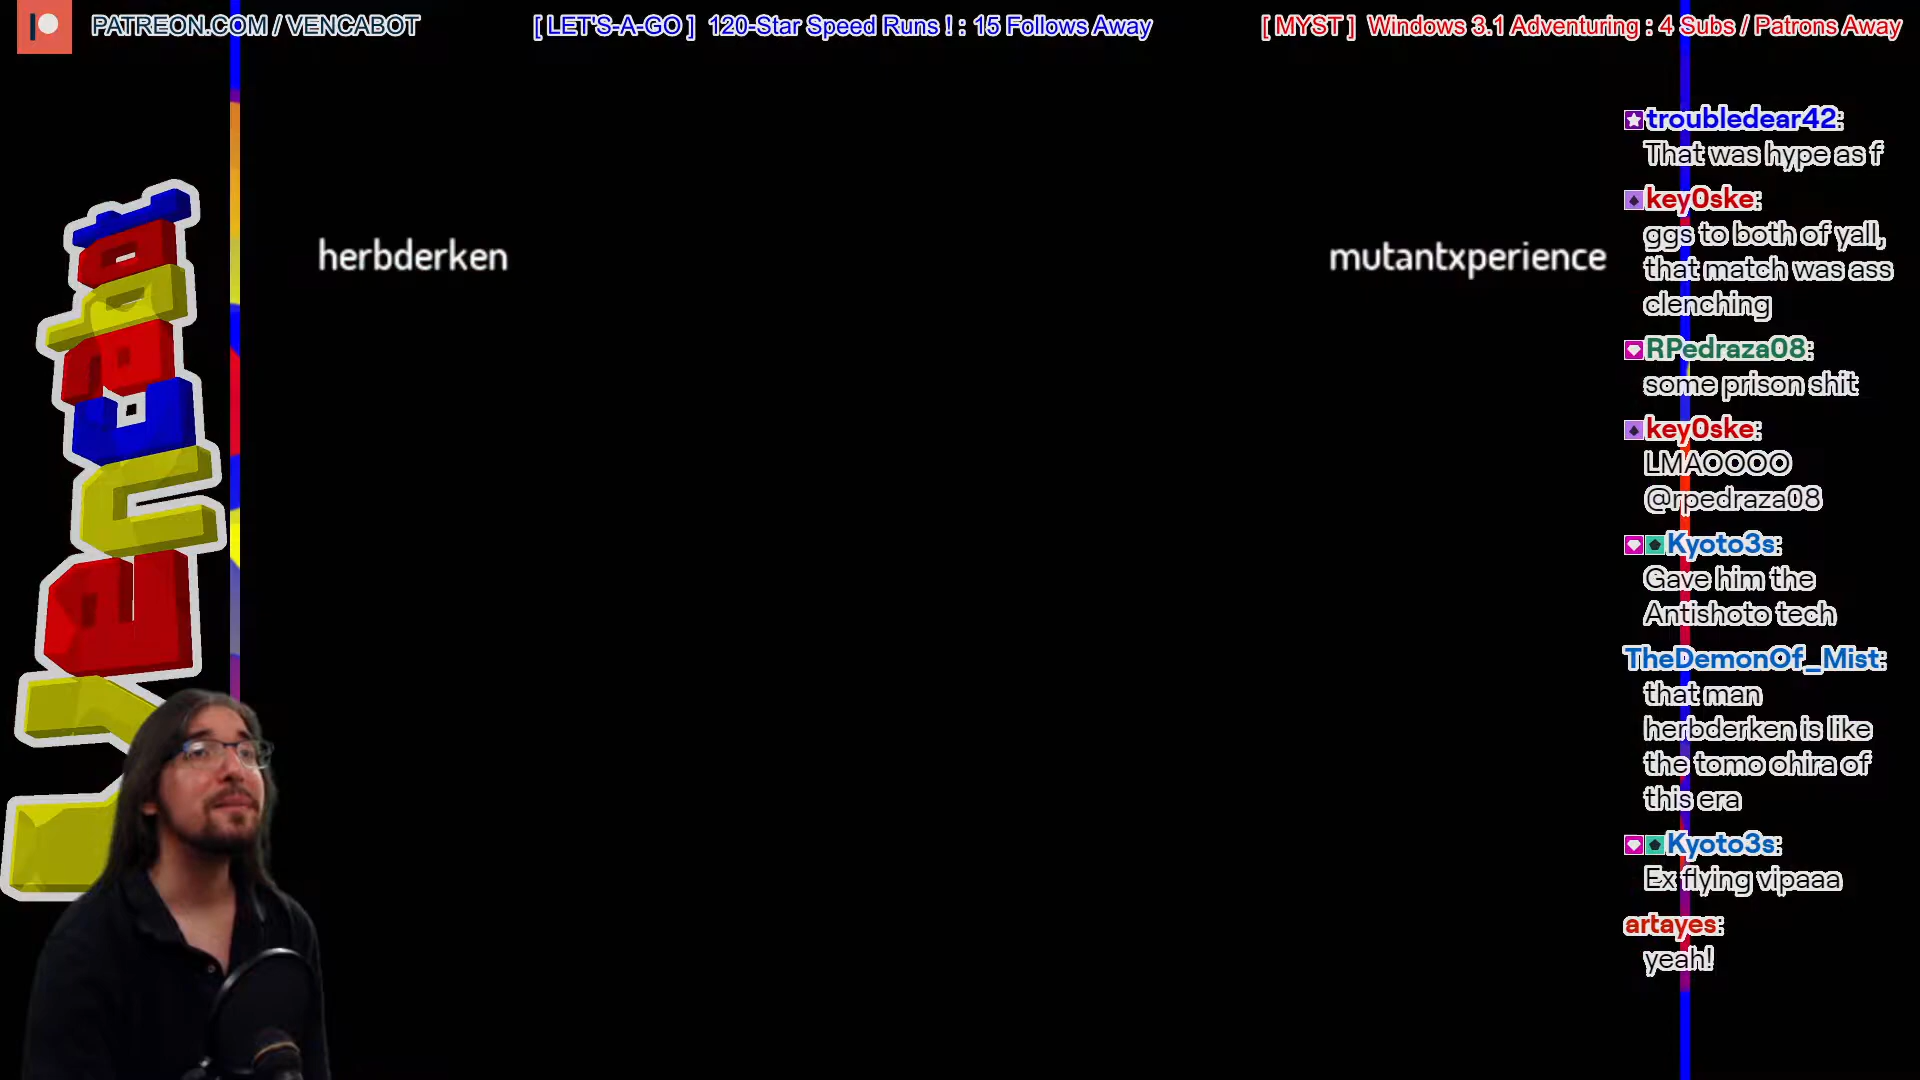 PATREON.COM / VENCABOT
[ LET'S-A-GO ] 120-Star Speed Runs ! : 15 Follows Away
[ MYST ] Windows 3.1 Adventuring : 4 Subs / Patrons Away
herbderken
mutantxperience
troubledear42:
That was hype as f
key0ske:
ggs to both of yall,
that match was ass
clenching
RPedraza08:
some prison shit
key0ske:
LMAOOOO
@rpedraza08
Kyoto3s:
Gave him the
Antishoto tech
TheDemonOf_Mist:
that man
herbderken is like
the tomo ohira of
this era
Kyoto3s:
Ex flying vipaaa
artayes:
yeah!